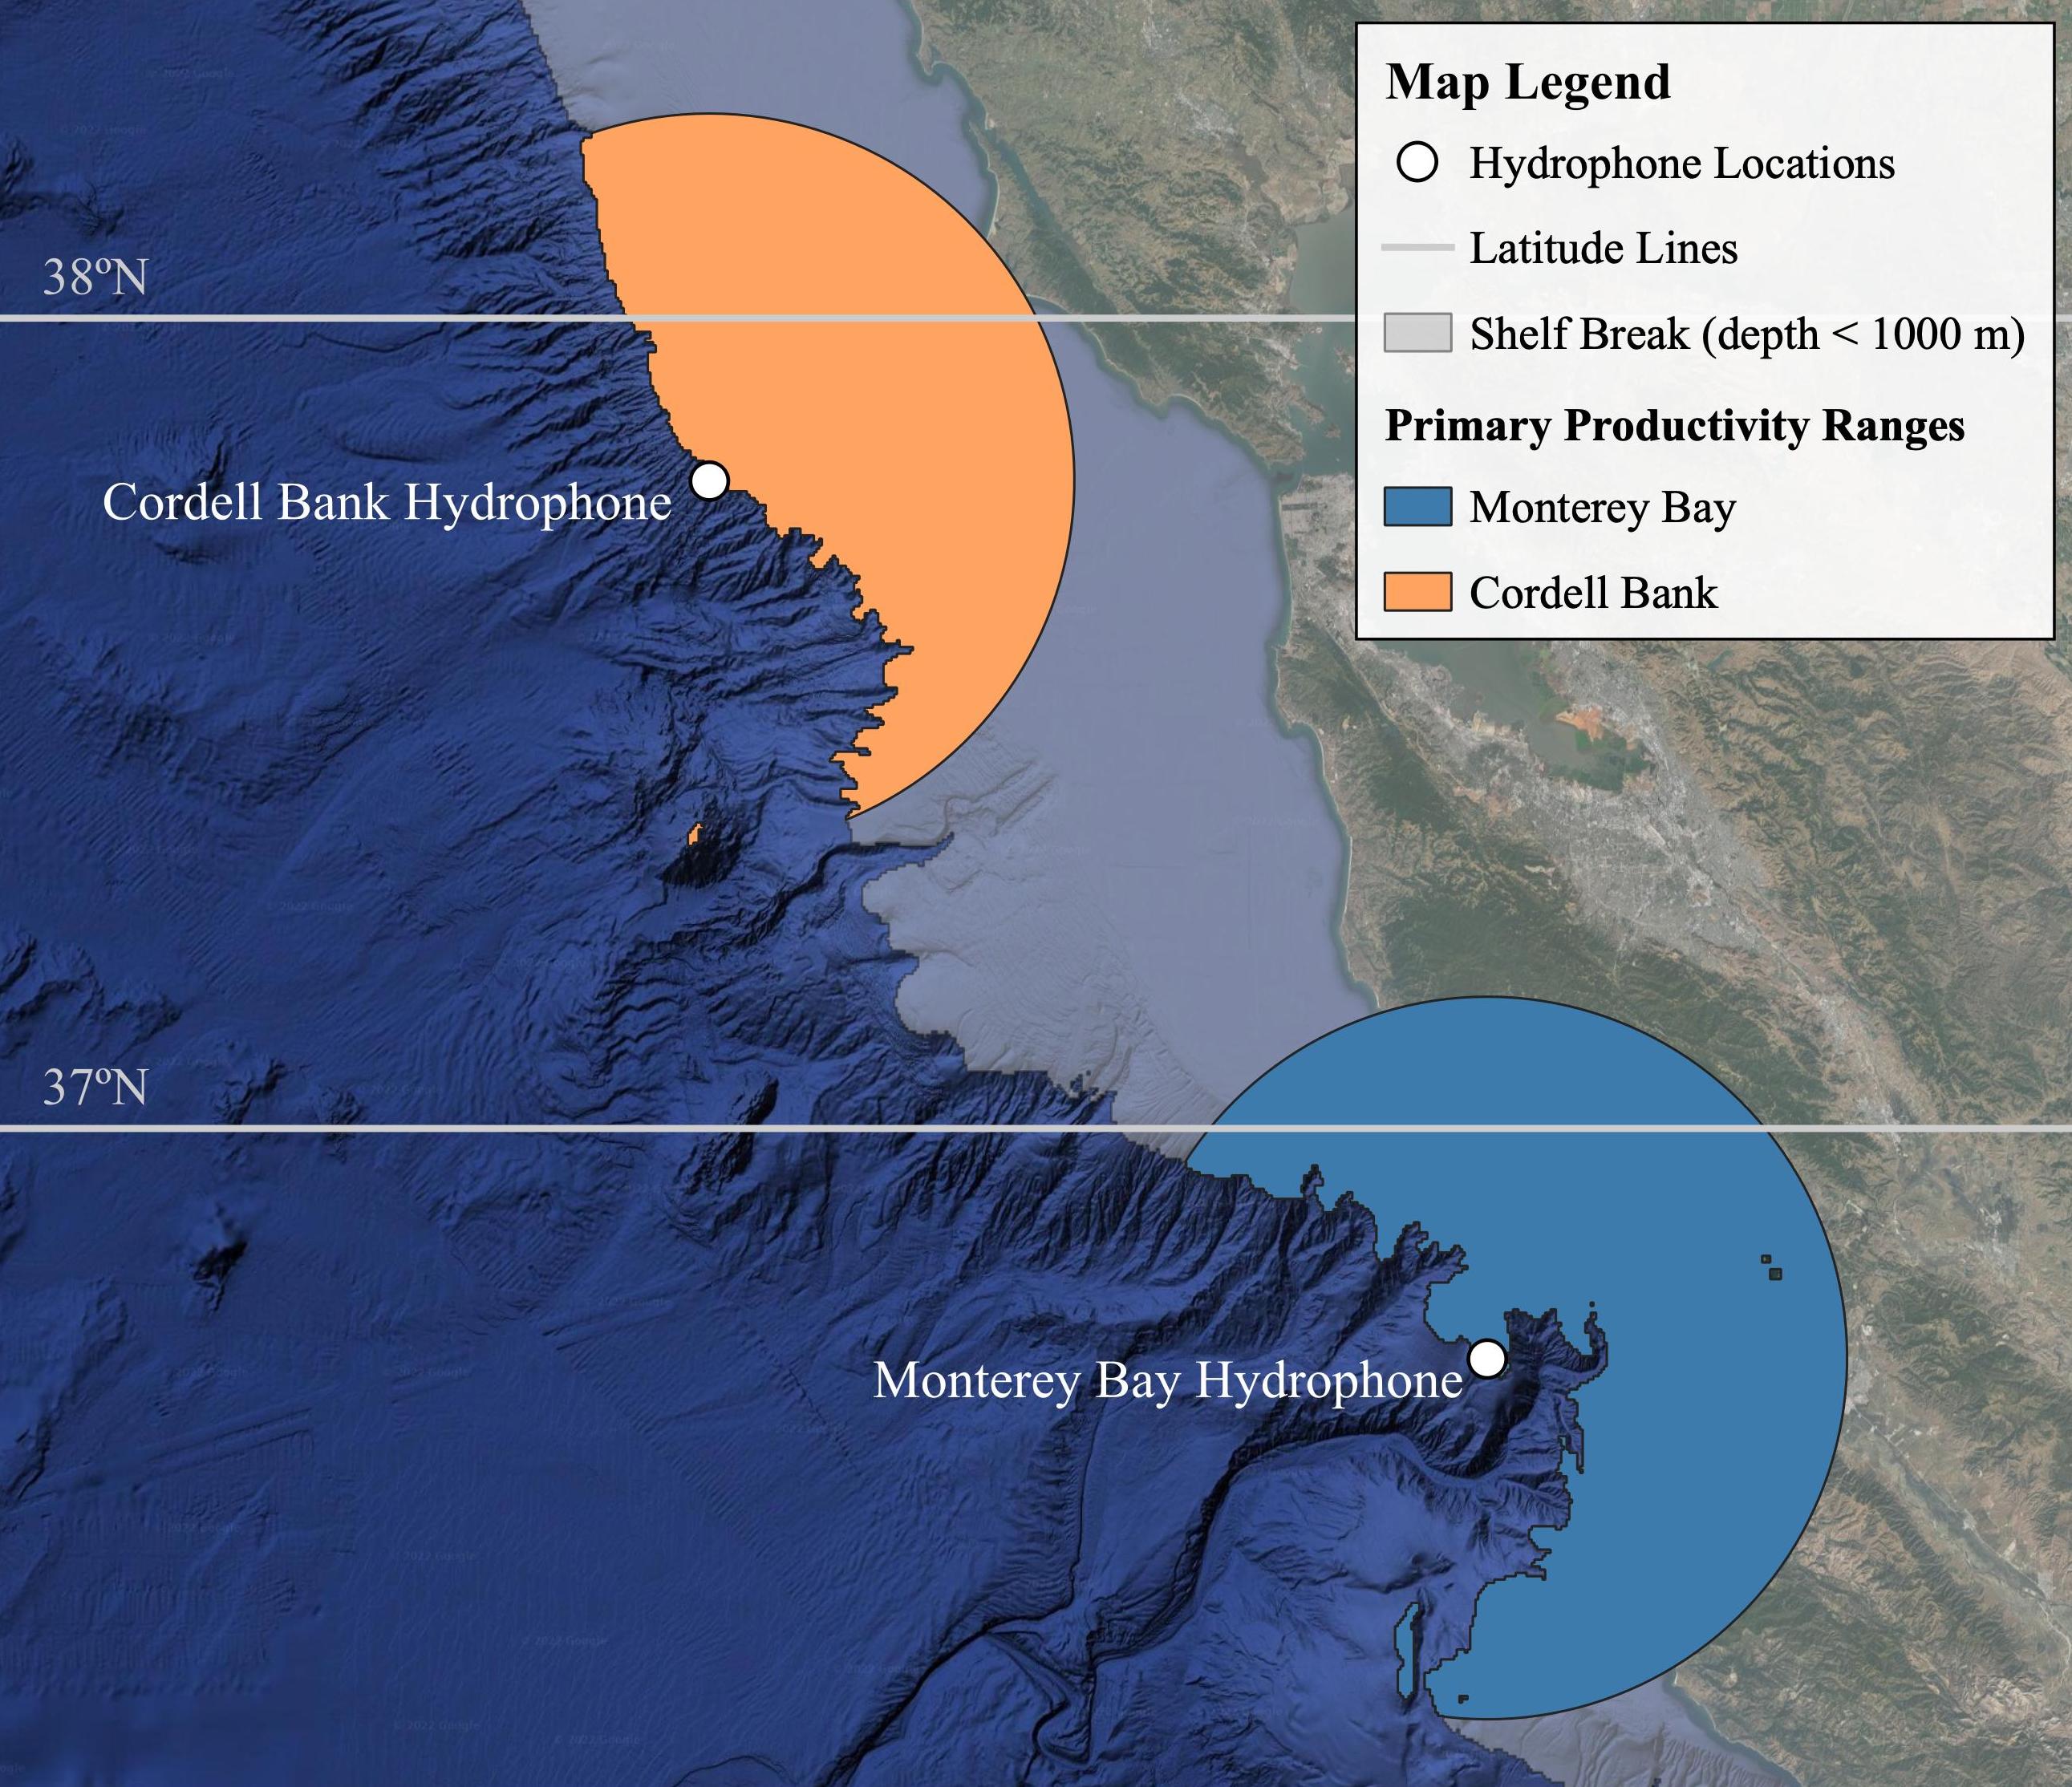 Map Legend
Hydrophone Locations
Latitude Lines
Shelf Break (depth < 1000 m)
Primary Productivity Ranges
Monterey Bay
Cordell Bank
38ºN
Cordell Bank Hydrophone
37ºN
Monterey Bay Hydrophone